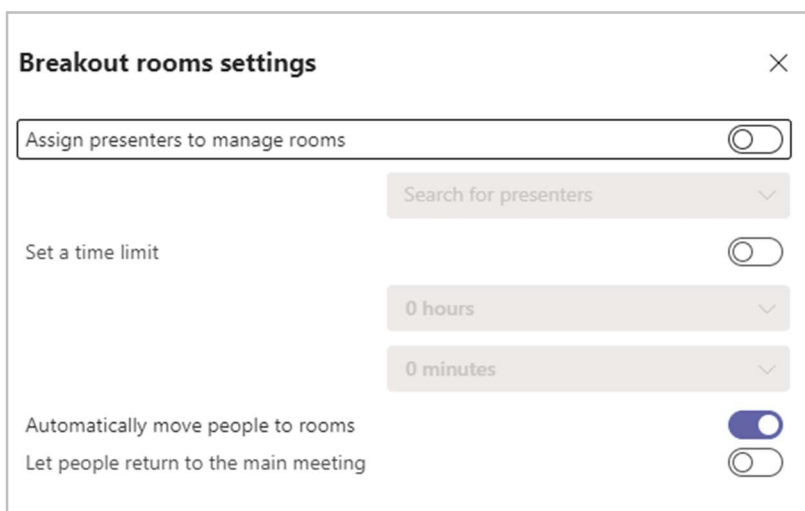 Breakout rooms settings
Assign presenters to manage rooms
Search for presenters
Set a time limit
0 hours
0 minutes
Automatically move people to rooms
Let people return to the main meeting